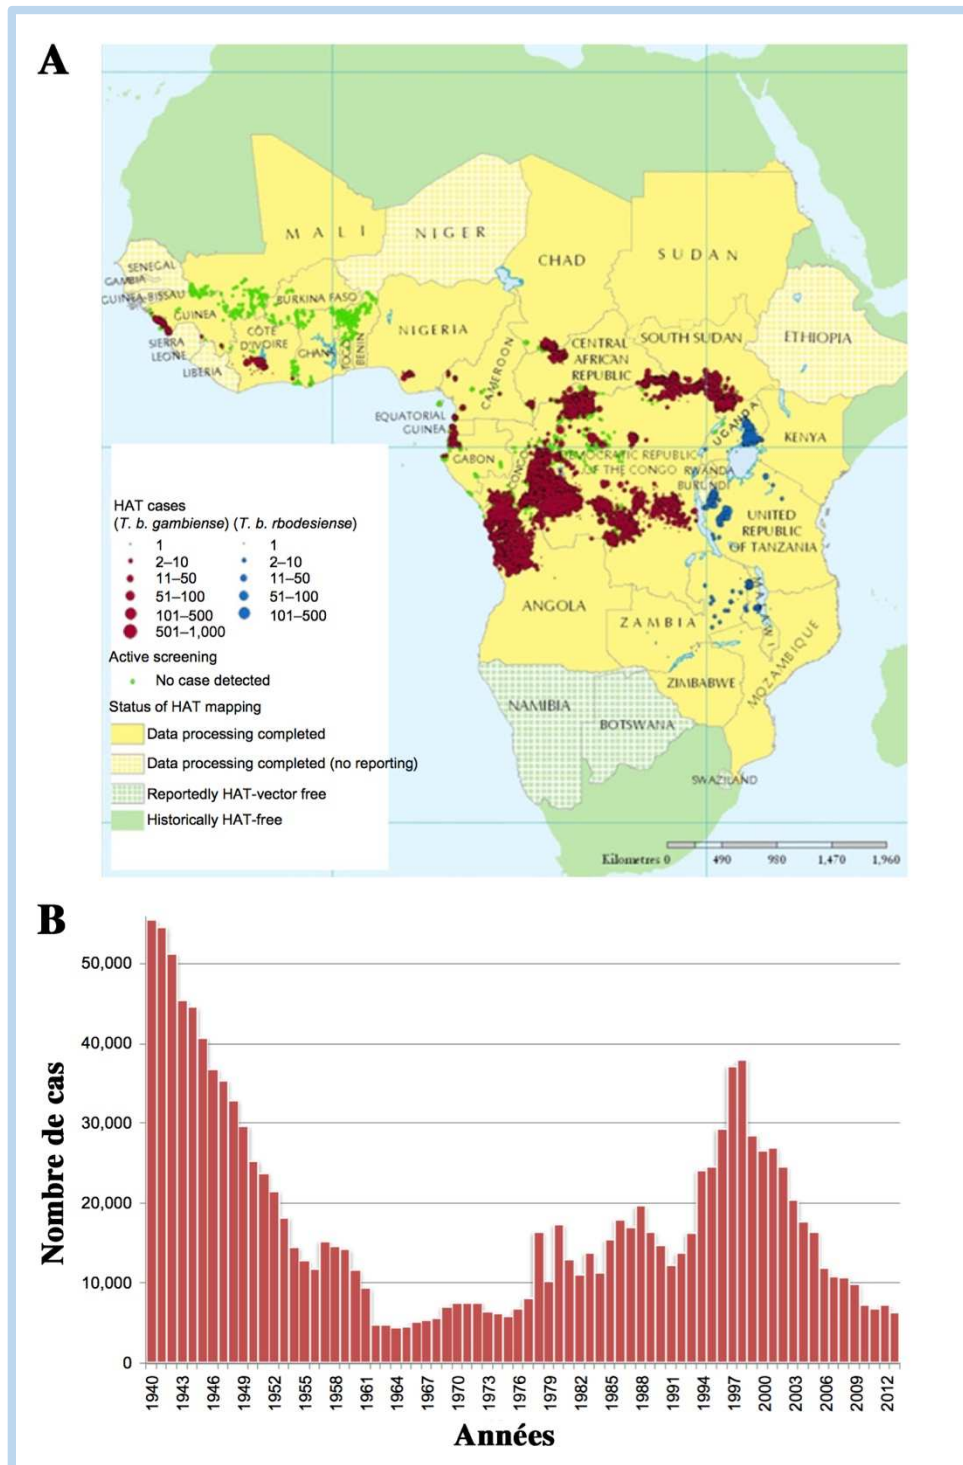 A
MALI
NIGER
CHAD
SUDAN
SENEGAL
GAMBIA
GUINEA-BISSAU
GUINEA
BURKINA FASO
SIERRA
LEONE
LIBERIA
CÔTE
D'IVOIRE
GHANA
TOGO
BENIN
NIGERIA
CAMEROON
CENTRAL
AFRICAN
REPUBLIC
SOUTH SUDAN
ETHIOPIA
EQUATORIAL
GUINEA
GABON
CONGO
DEMOCRATIC REPUBLIC
OF THE CONGO
UGANDA
KENYA
RWANDA
BURUNDI
UNITED
REPUBLIC
OF TANZANIA
ANGOLA
ZAMBIA
MALAWI
MOZAMBIQUE
ZIMBABWE
NAMIBIA
BOTSWANA
SWAZILAND
HAT cases
(T. b. gambiense) (T. b. rbodesiense)
1 1
2–10 2–10
11–50 11–50
51–100 51–100
101–500 101–500
501–1,000
Active screening
No case detected
Status of HAT mapping
Data processing completed
Data processing completed (no reporting)
Reportedly HAT-vector free
Historically HAT-free
Kilometres 0 490 980 1,470 1,960
B
Nombre de cas
50,000
40,000
30,000
20,000
10,000
0
1940 1943 1946 1949 1952 1955 1958 1961 1964 1967 1970 1973 1976 1979 1982 1985 1988 1991 1994 1997 2000 2003 2006 2009 2012
Années